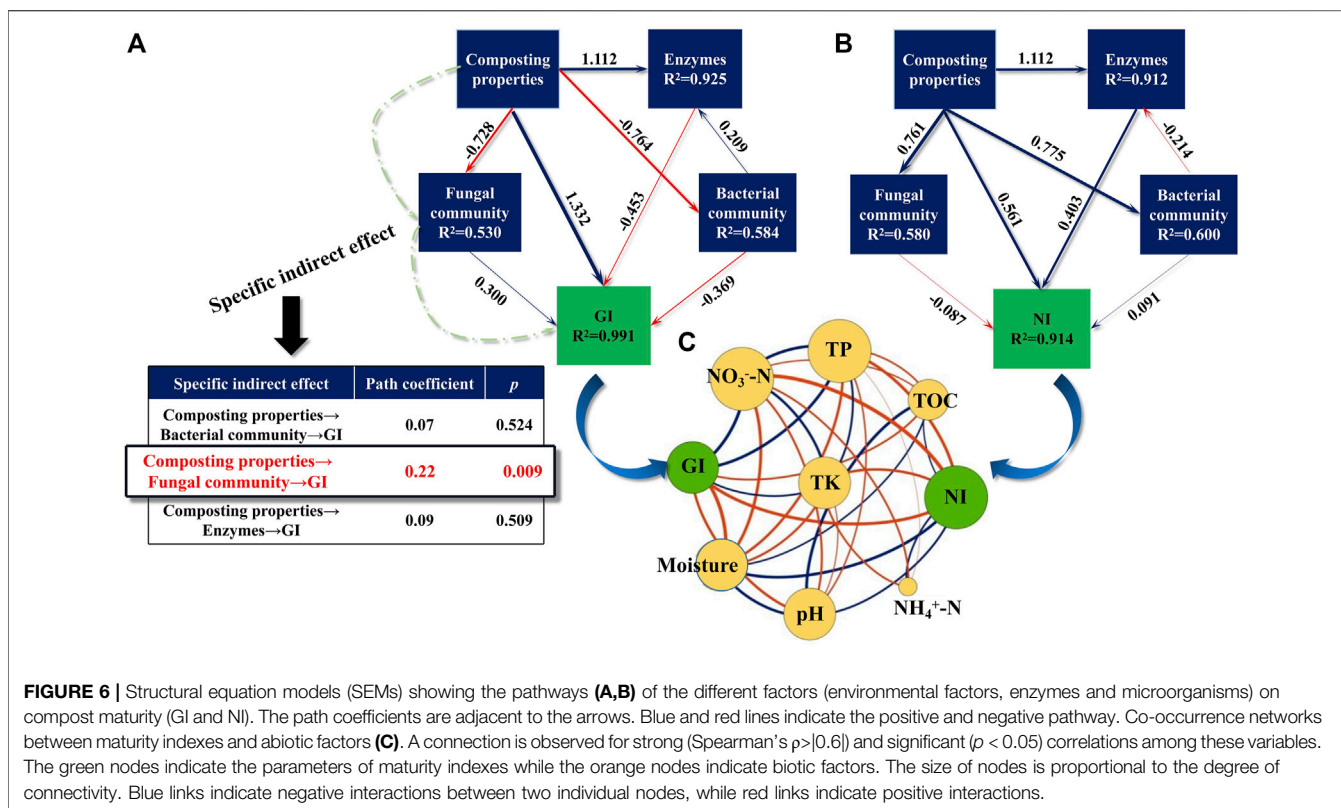 A
Composting
properties
1.112
Enzymes
R²=0.925
-0.728
-0.764
0.209
Fungal
community
R²=0.530
1.332
-0.453
Bacterial
community
R²=0.584
0.300
-0.369
GI
R²=0.991
Specific indirect effect
Specific indirect effect Path coefficient p
Composting properties→
Bacterial community→GI 0.07 0.524
Composting properties→
Fungal community→GI 0.22 0.009
Composting properties→
Enzymes→GI 0.09 0.509
B
Composting
properties
1.112
Enzymes
R²=0.912
0.761
0.775
-0.214
Fungal
community
R²=0.580
0.561
0.403
Bacterial
community
R²=0.600
-0.087
0.091
NI
R²=0.914
C
TP
NO₃⁻-N
TOC
GI
TK
NI
Moisture
pH
NH₄⁺-N
FIGURE 6 | Structural equation models (SEMs) showing the pathways (A,B) of the different factors (environmental factors, enzymes and microorganisms) on
compost maturity (GI and NI). The path coefficients are adjacent to the arrows. Blue and red lines indicate the positive and negative pathway. Co-occurrence networks
between maturity indexes and abiotic factors (C). A connection is observed for strong (Spearman's ρ>|0.6|) and significant (p < 0.05) correlations among these variables.
The green nodes indicate the parameters of maturity indexes while the orange nodes indicate biotic factors. The size of nodes is proportional to the degree of
connectivity. Blue links indicate negative interactions between two individual nodes, while red links indicate positive interactions.